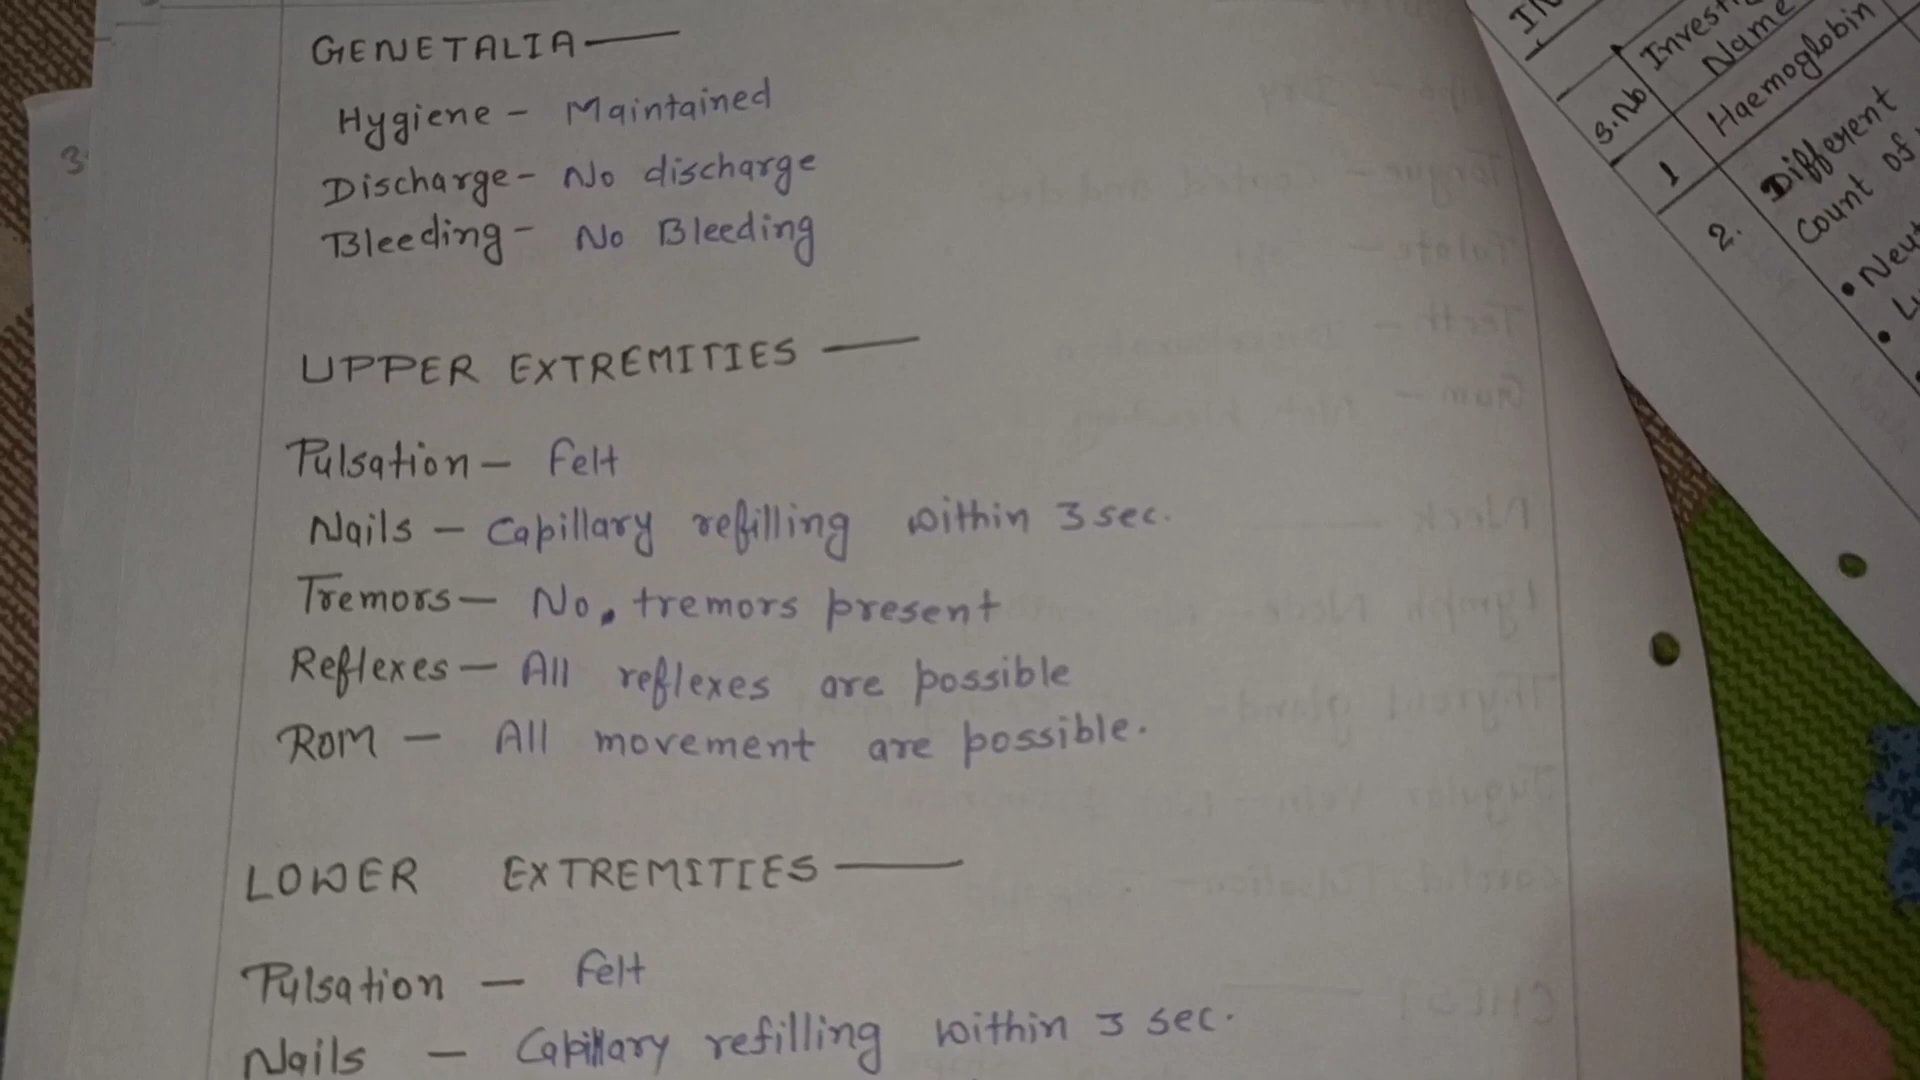 GENETALIA —
Hygiene - Maintained
Discharge - No discharge
Bleeding - No Bleeding
UPPER EXTREMITIES —
Pulsation — Felt
Nails — Capillary refilling within 3 sec.
Tremors — No, tremors present
Reflexes — All reflexes are possible
ROM — All movement are possible.
LOWER EXTREMITIES —
Pulsation — Felt
Nails — Capillary refilling within 3 sec.
3
S.No
Name
1 Haemoglobin
2. Different
Count of